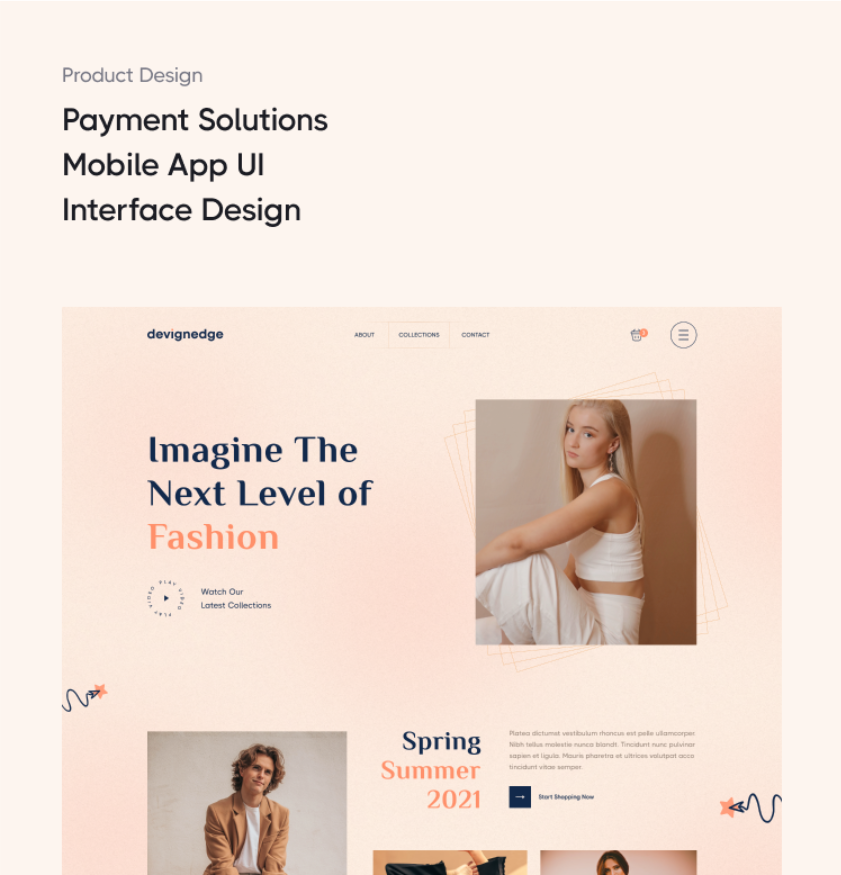 Product Design
Payment Solutions
Mobile App UI
Interface Design
devignedge
ABOUT
COLLECTIONS
CONTACT
Imagine The
Next Level of
Fashion
PLAY VIDEO PLAY VIDEO
Watch Our
Latest Collections
Spring
Summer
2021
Platea dictumst vestibulum rhoncus est pelle ullamcorper.
Nibh tellus molestie nunca blandt. Tincidunt nunc pulvinar
sapien et ligula. Mauris pharetra et ultrices volutpat acco
tincidunt vitae semper.
Start Shopping Now